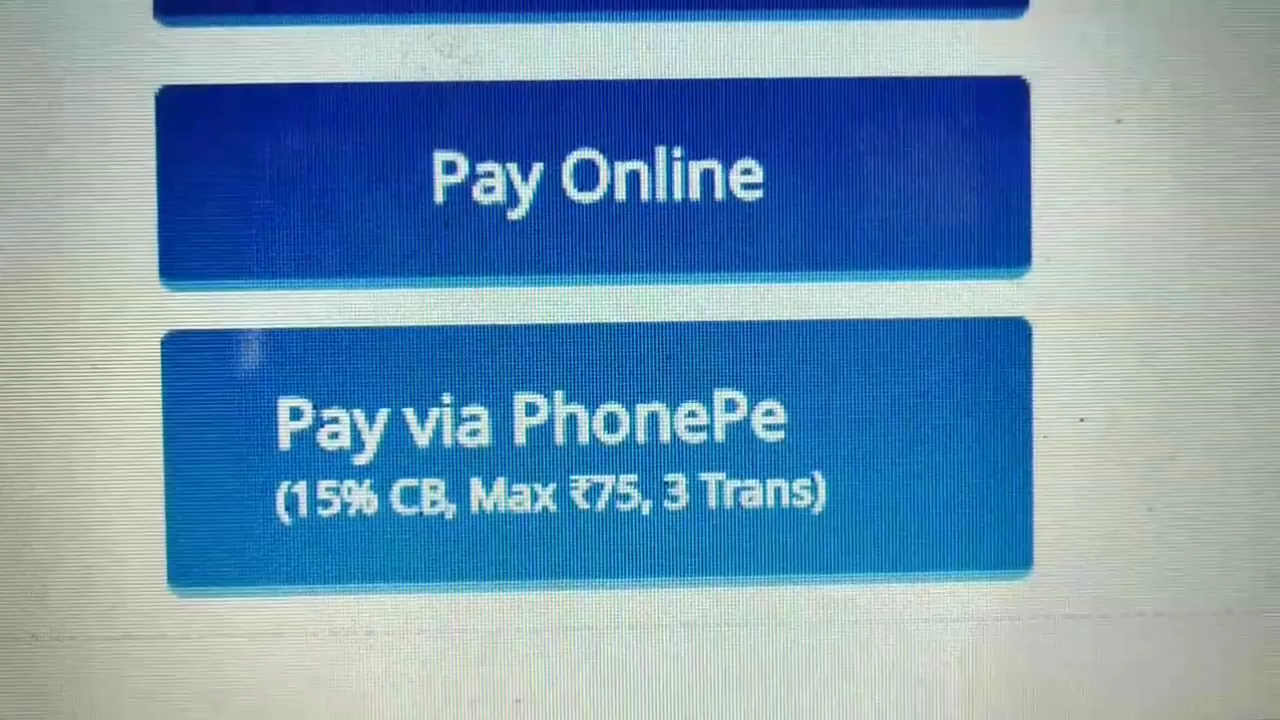 Pay Online
Pay via PhonePe
(15% CB, Max ₹75, 3 Trans)